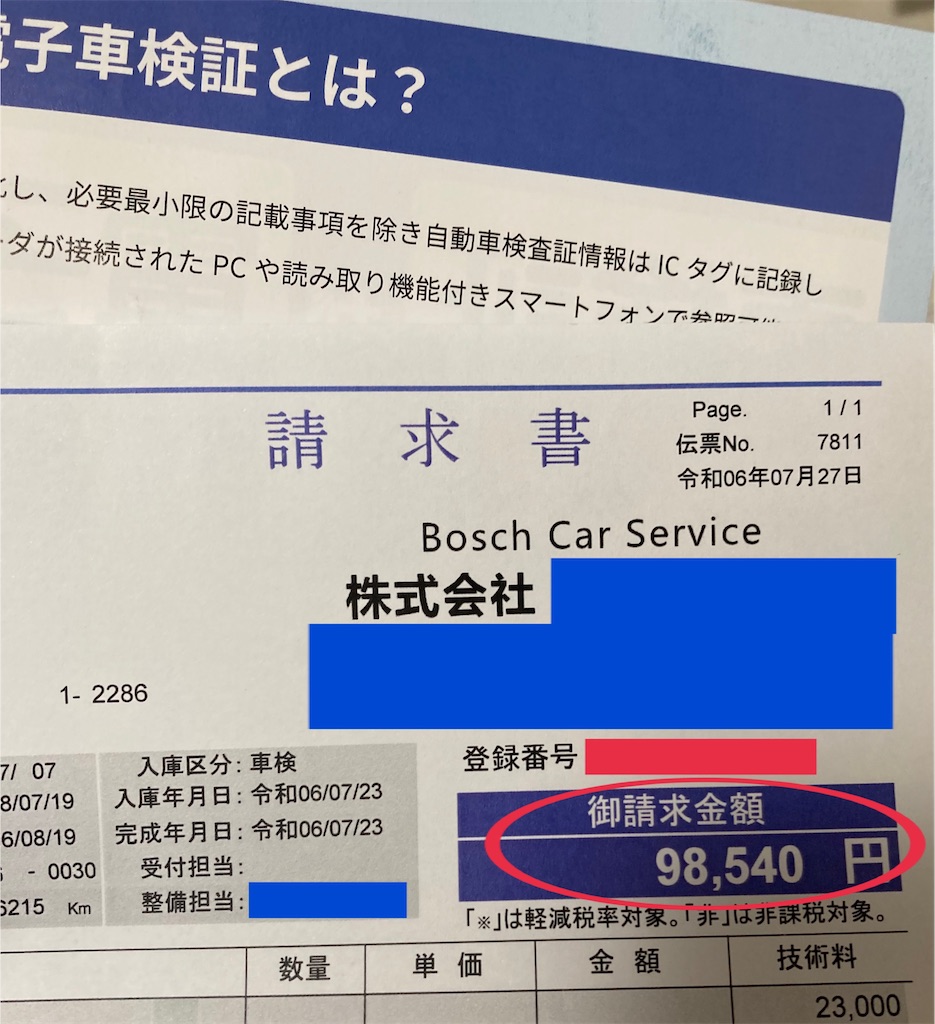 電子車検証とは？
し、必要最小限の記載事項を除き自動車検査証情報は IC タグに記録し
ダが接続された PC や読み取り機能付きスマートフォンで参照可能
請求書
Page. 1 / 1
伝票No. 7811
令和06年07月27日
Bosch Car Service
株式会社
1- 2286
登録番号
7/ 07
8/07/19
6/08/19
- 0030
6215 Km
入庫区分: 車検
入庫年月日: 令和06/07/23
完成年月日: 令和06/07/23
受付担当:
整備担当:
御請求金額
98,540 円
「※」は軽減税率対象。「非」は非課税対象。
数量 単価 金額 技術料
23,000